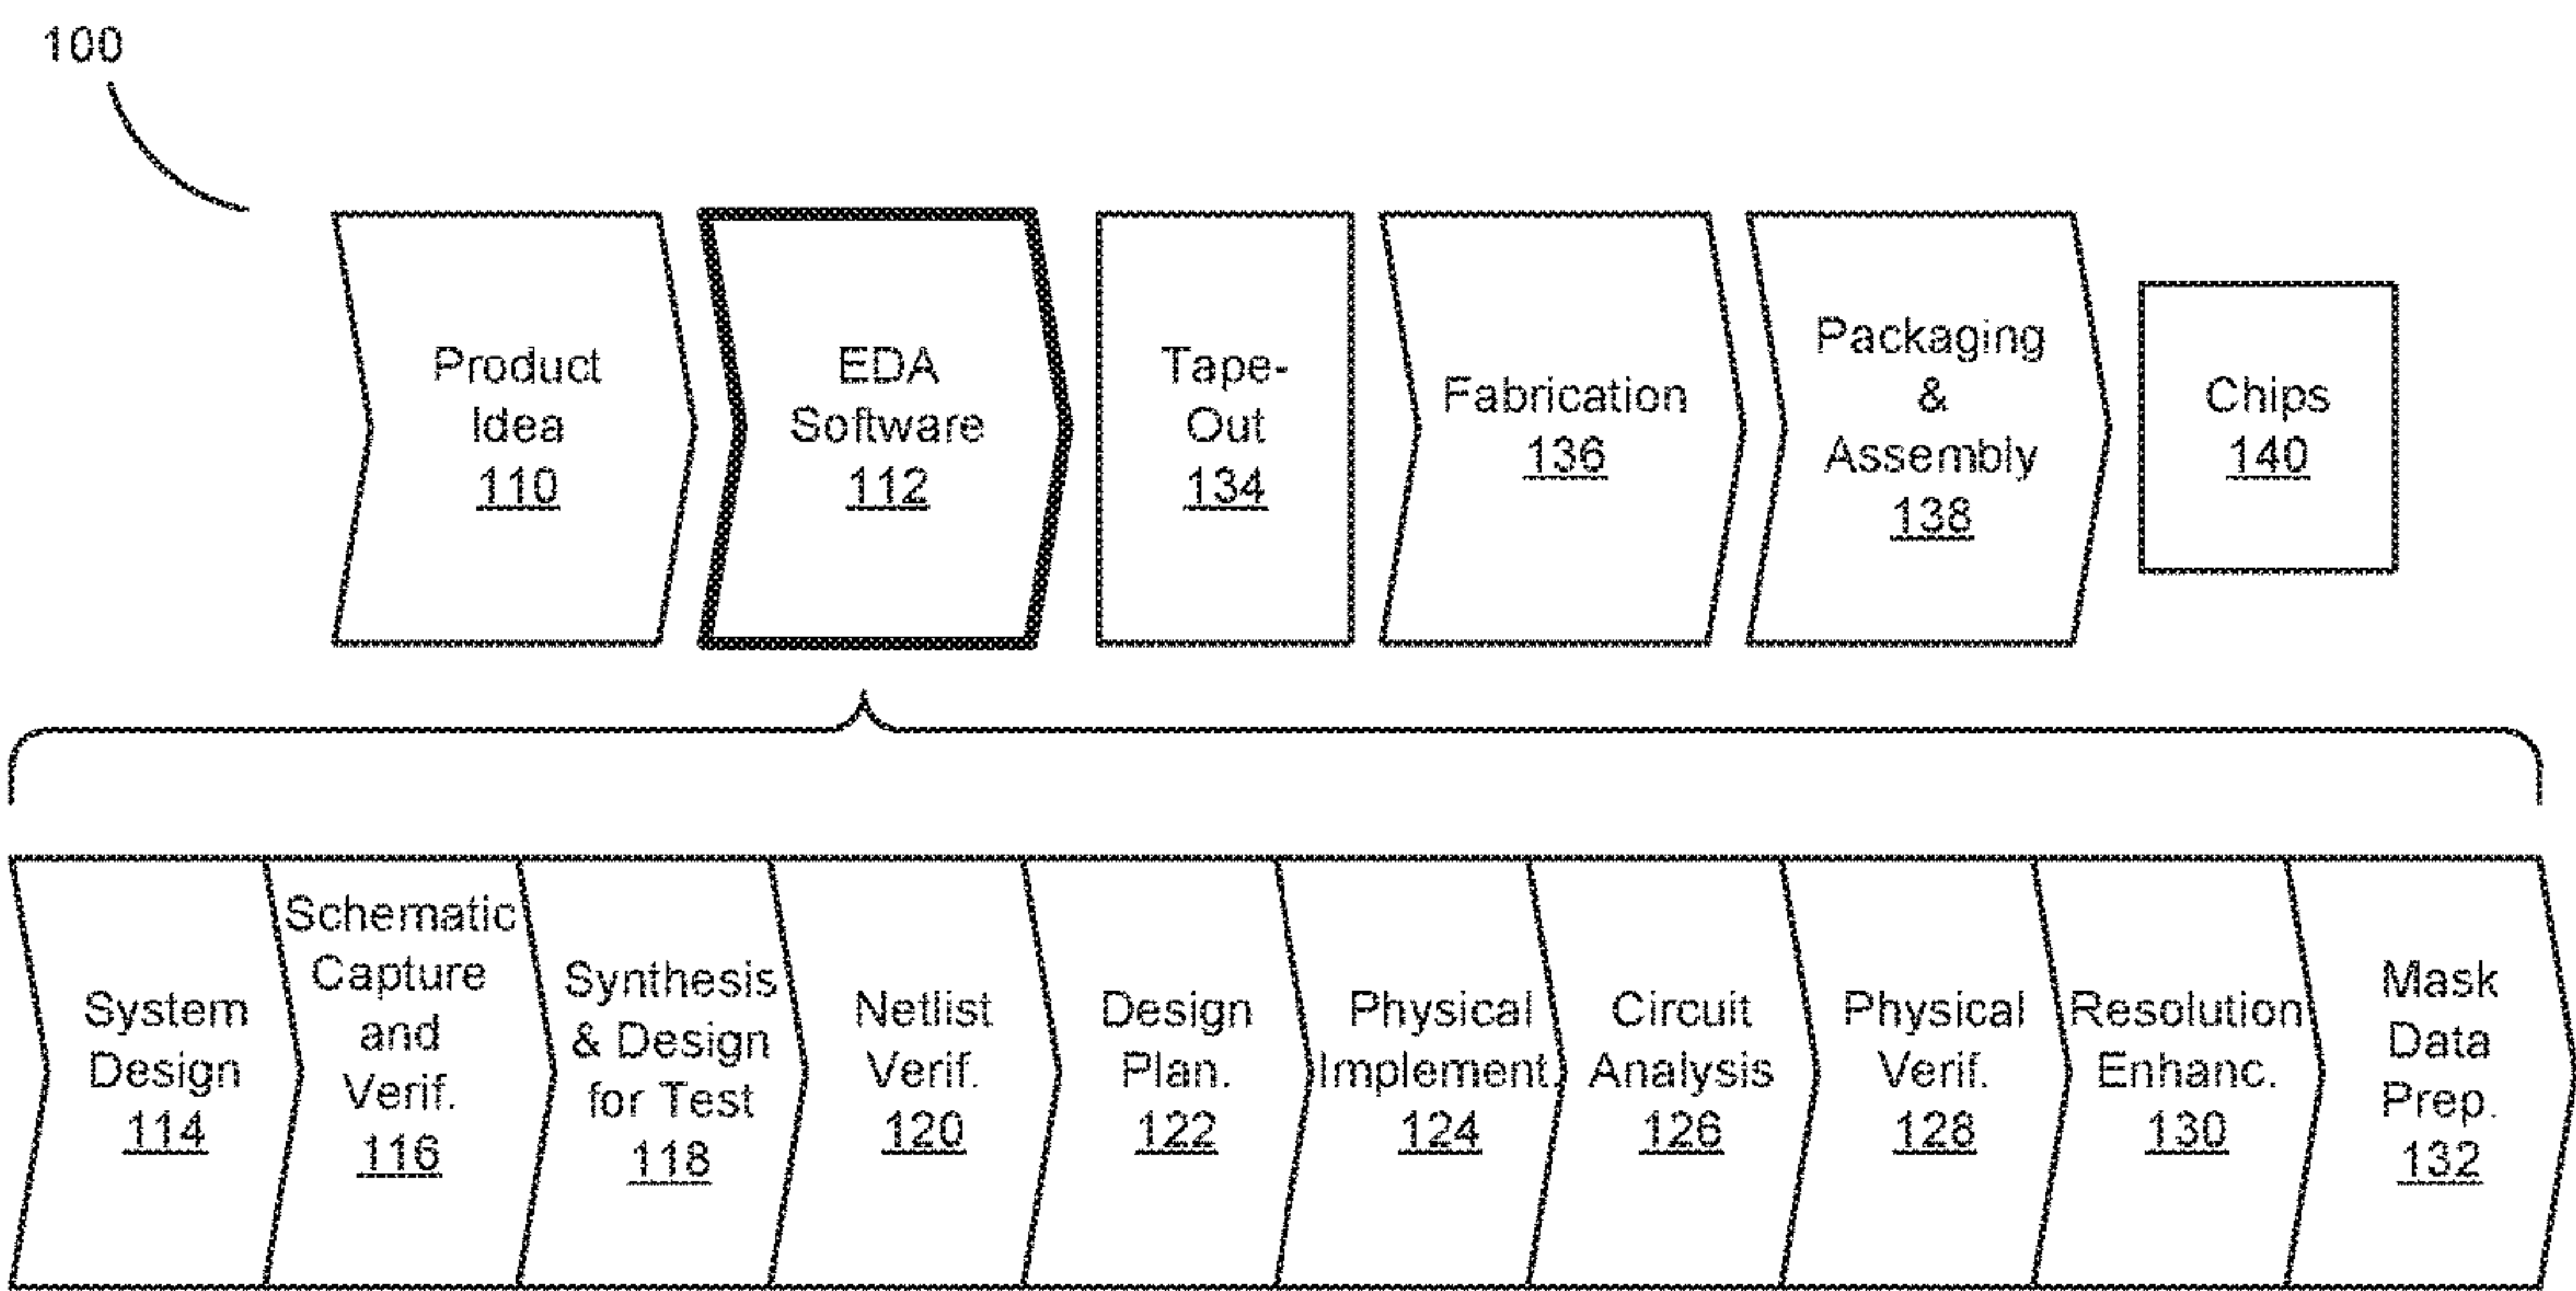 100
Product
Idea
110
EDA
Software
112
Tape-
Out
134
Fabrication
136
Packaging
&
Assembly
138
Chips
140
System
Design
114
Schematic
Capture
and
Verif.
116
Synthesis
& Design
for Test
118
Netlist
Verif.
120
Design
Plan.
122
Physical
Implement.
124
Circuit
Analysis
126
Physical
Verif.
128
Resolution
Enhanc.
130
Mask
Data
Prep.
132